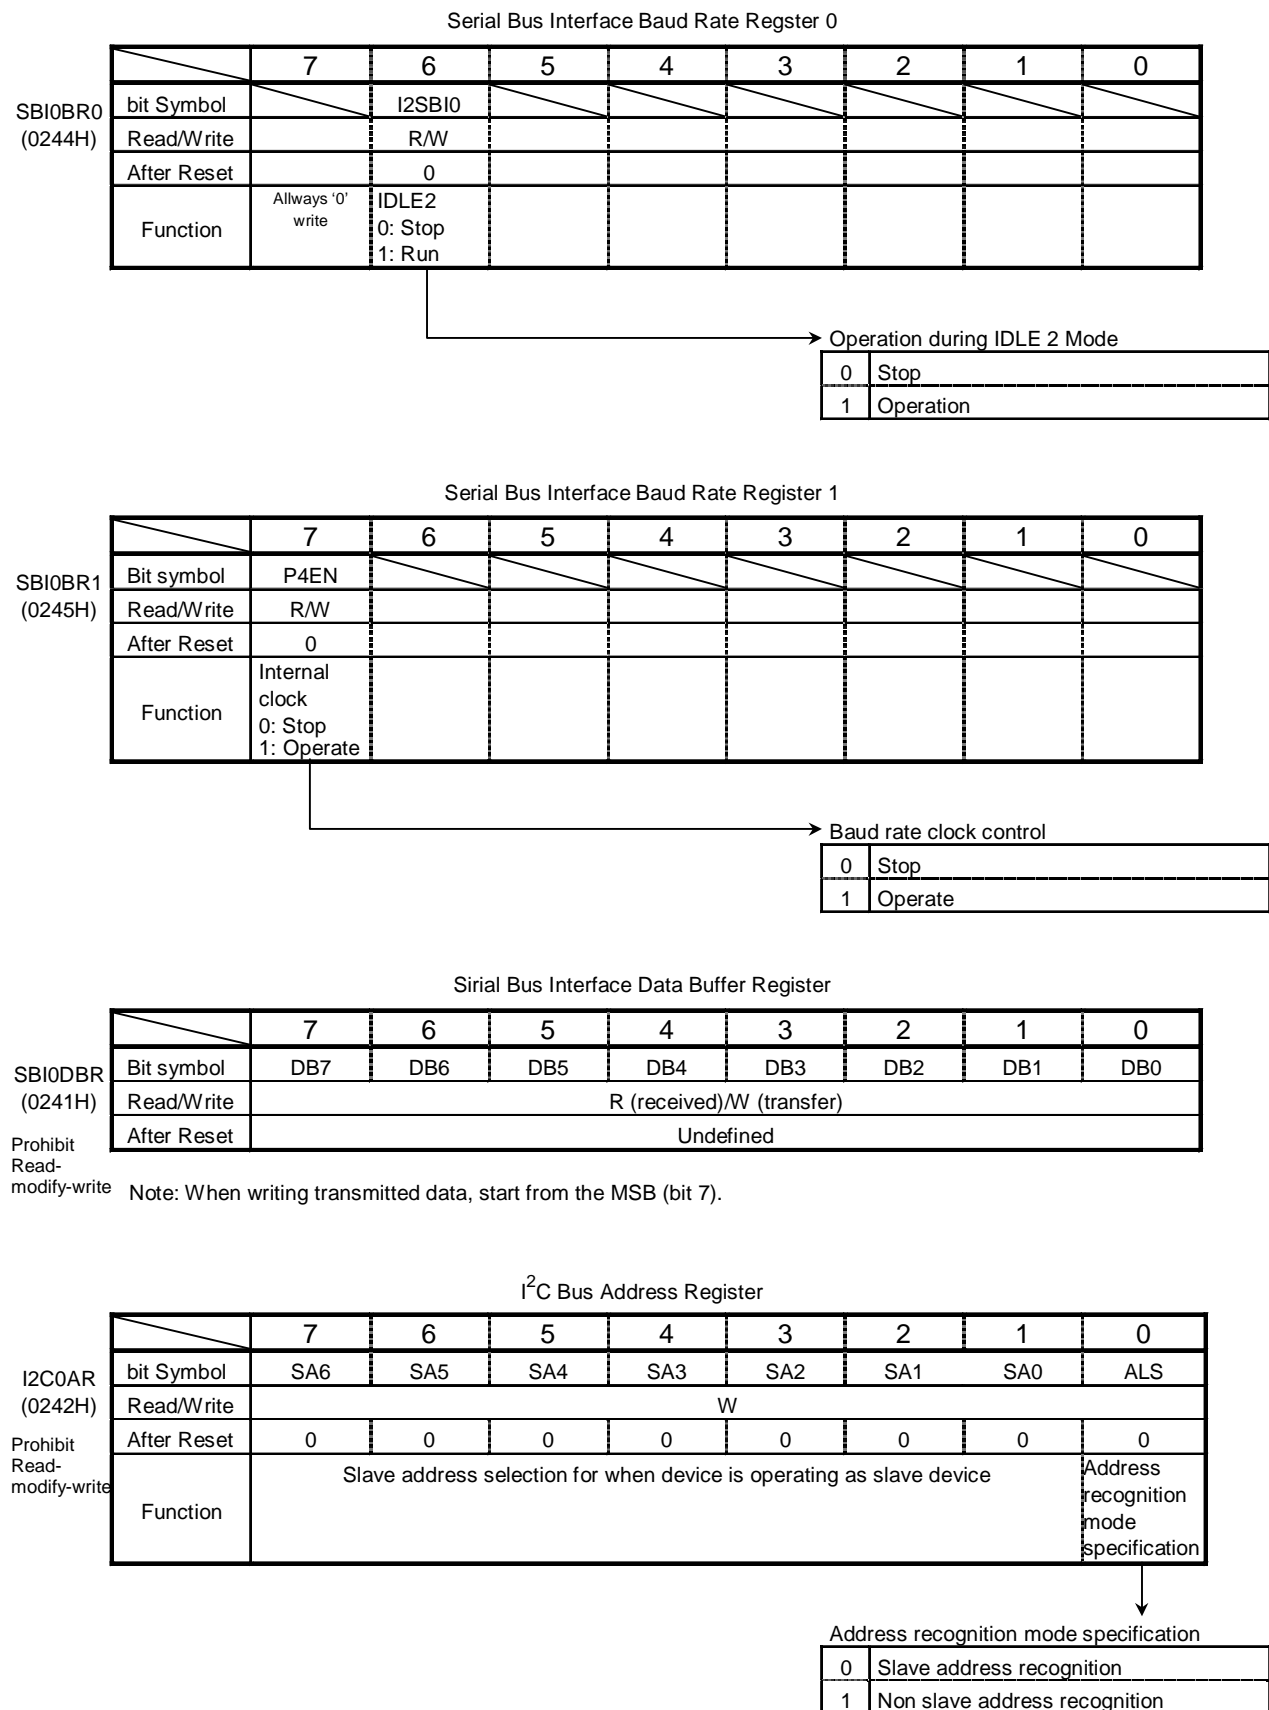 Serial Bus Interface Baud Rate Regster 0
7 6 5 4 3 2 1 0
SBI0BR0
(0244H)
bit Symbol I2SBI0
Read/Write R/W
After Reset 0
Function
Allways ‘0’
write
IDLE2
0: Stop
1: Run
Operation during IDLE 2 Mode
0 Stop
1 Operation
Serial Bus Interface Baud Rate Register 1
7 6 5 4 3 2 1 0
SBI0BR1
(0245H)
Bit symbol P4EN
Read/Write R/W
After Reset 0
Function
Internal
clock
0: Stop
1: Operate
Baud rate clock control
0 Stop
1 Operate
Sirial Bus Interface Data Buffer Register
7 6 5 4 3 2 1 0
SBI0DBR
(0241H)
Prohibit
Read-
modify-write
Bit symbol DB7 DB6 DB5 DB4 DB3 DB2 DB1 DB0
Read/Write R (received)/W (transfer)
After Reset Undefined
Note: When writing transmitted data, start from the MSB (bit 7).
I²C Bus Address Register
7 6 5 4 3 2 1 0
I2C0AR
(0242H)
Prohibit
Read-
modify-write
bit Symbol SA6 SA5 SA4 SA3 SA2 SA1 SA0 ALS
Read/Write W
After Reset 0 0 0 0 0 0 0 0
Function
Slave address selection for when device is operating as slave device
Address
recognition
mode
specification
Address recognition mode specification
0 Slave address recognition
1 Non slave address recognition